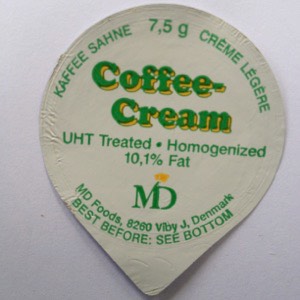 KAFFEE SAHNE 7,5 g CRÈME LÉGÈRE
Coffee-
Cream
UHT Treated • Homogenized
10,1% Fat
MD
MD Foods, 8260 Viby J, Denmark
BEST BEFORE: SEE BOTTOM